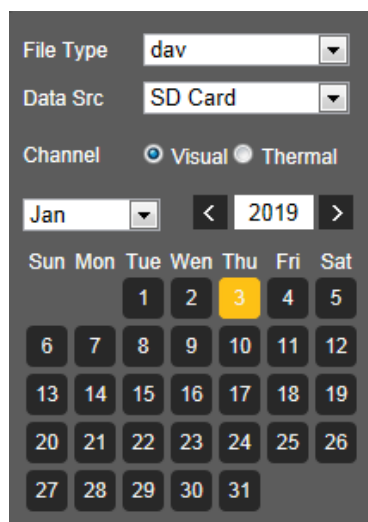 File Type dav
Data Src SD Card
Channel Visual Thermal
Jan < 2019 >
Sun Mon Tue Wen Thu Fri Sat
1 2 3 4 5
6 7 8 9 10 11 12
13 14 15 16 17 18 19
20 21 22 23 24 25 26
27 28 29 30 31